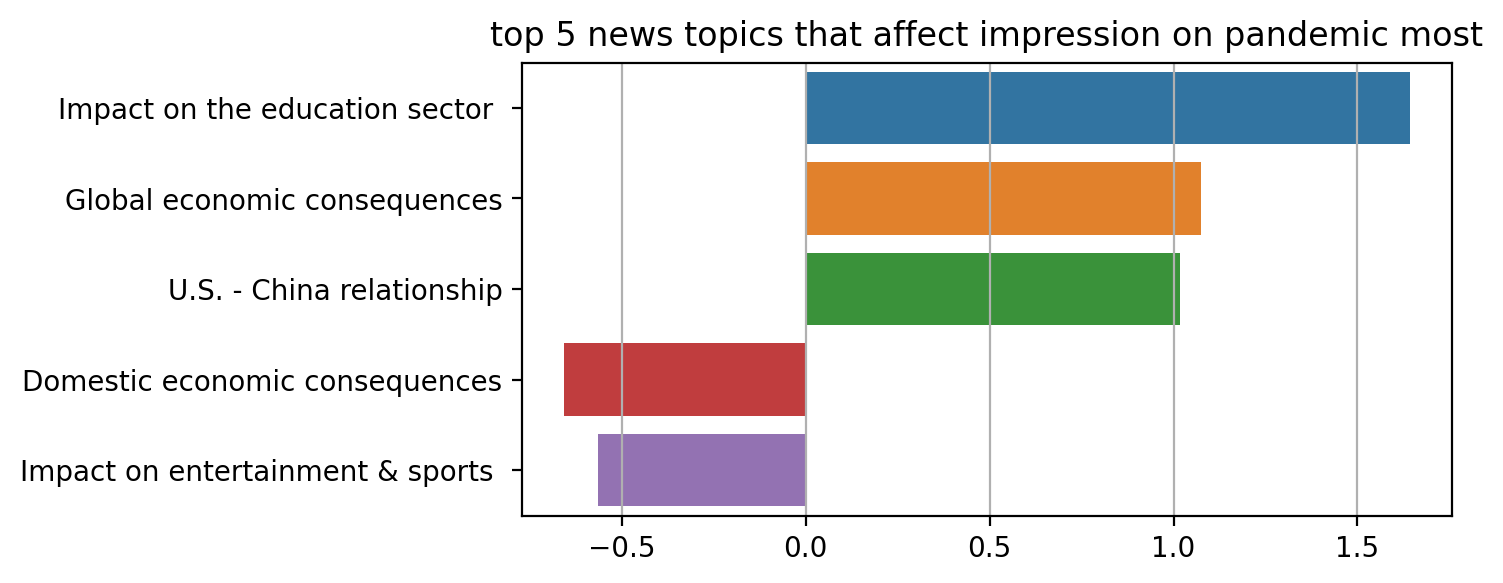 top 5 news topics that affect impression on pandemic most
Impact on the education sector
Global economic consequences
U.S. - China relationship
Domestic economic consequences
Impact on entertainment & sports
−0.5 0.0 0.5 1.0 1.5